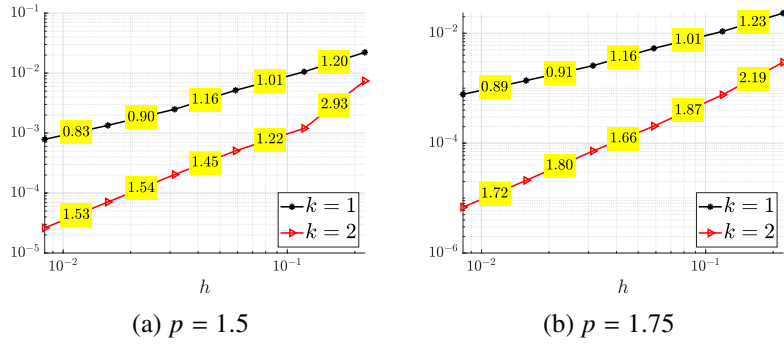 10^{-1}
10^{-2}
10^{-3}
10^{-4}
10^{-5}
0.83 0.90 1.16 1.01 1.20
1.53 1.54 1.45 1.22 2.93
k = 1
k = 2
10^{-2} 10^{-1}
h
(a) p = 1.5
10^{-2}
10^{-4}
10^{-6}
0.89 0.91 1.16 1.01 1.23
1.72 1.80 1.66 1.87 2.19
k = 1
k = 2
10^{-2} 10^{-1}
h
(b) p = 1.75